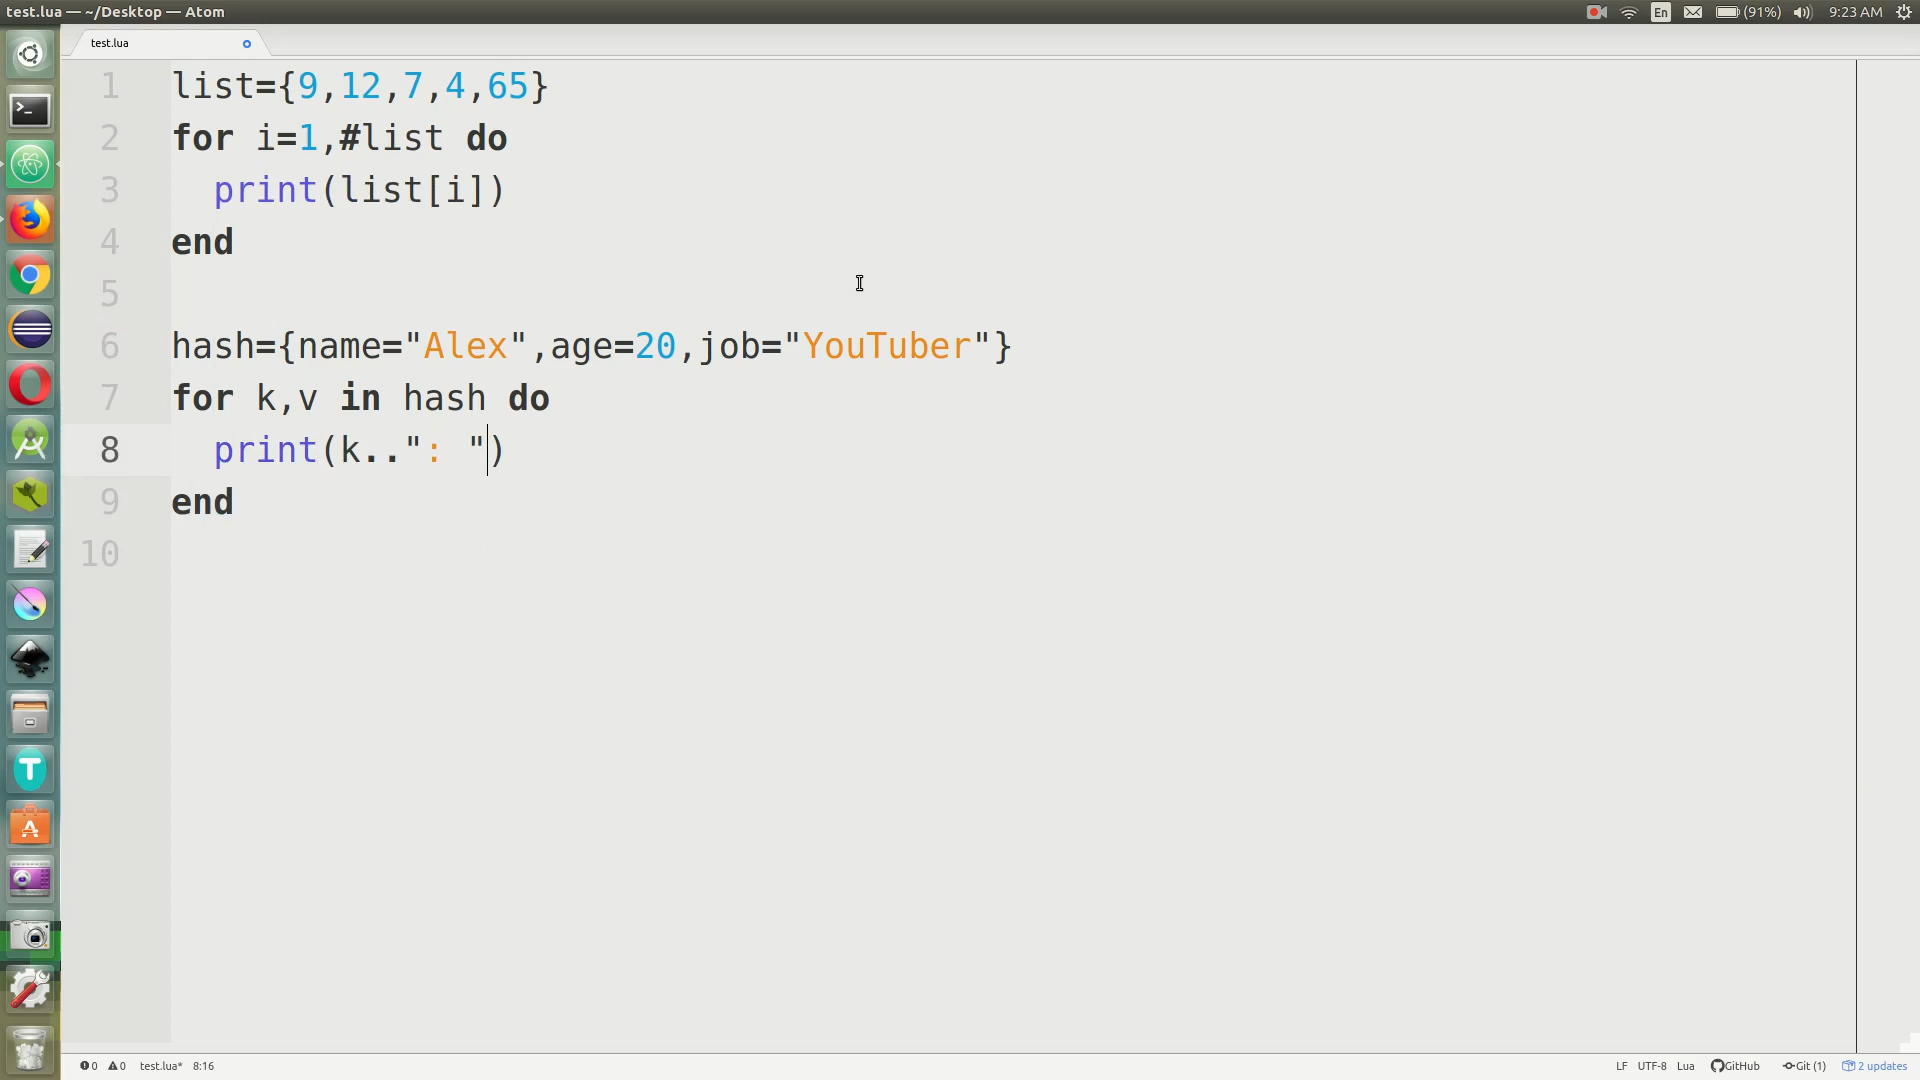 test.lua — ~/Desktop — Atom
En
(91%)
9:23 AM
test.lua
1 list={9,12,7,4,65}
2 for i=1,#list do
3 print(list[i])
4 end
5
6 hash={name="Alex",age=20,job="YouTuber"}
7 for k,v in hash do
8 print(k..": ")
9 end
10
0 0 test.lua* 8:16
LF UTF-8 Lua GitHub Git (1) 2 updates